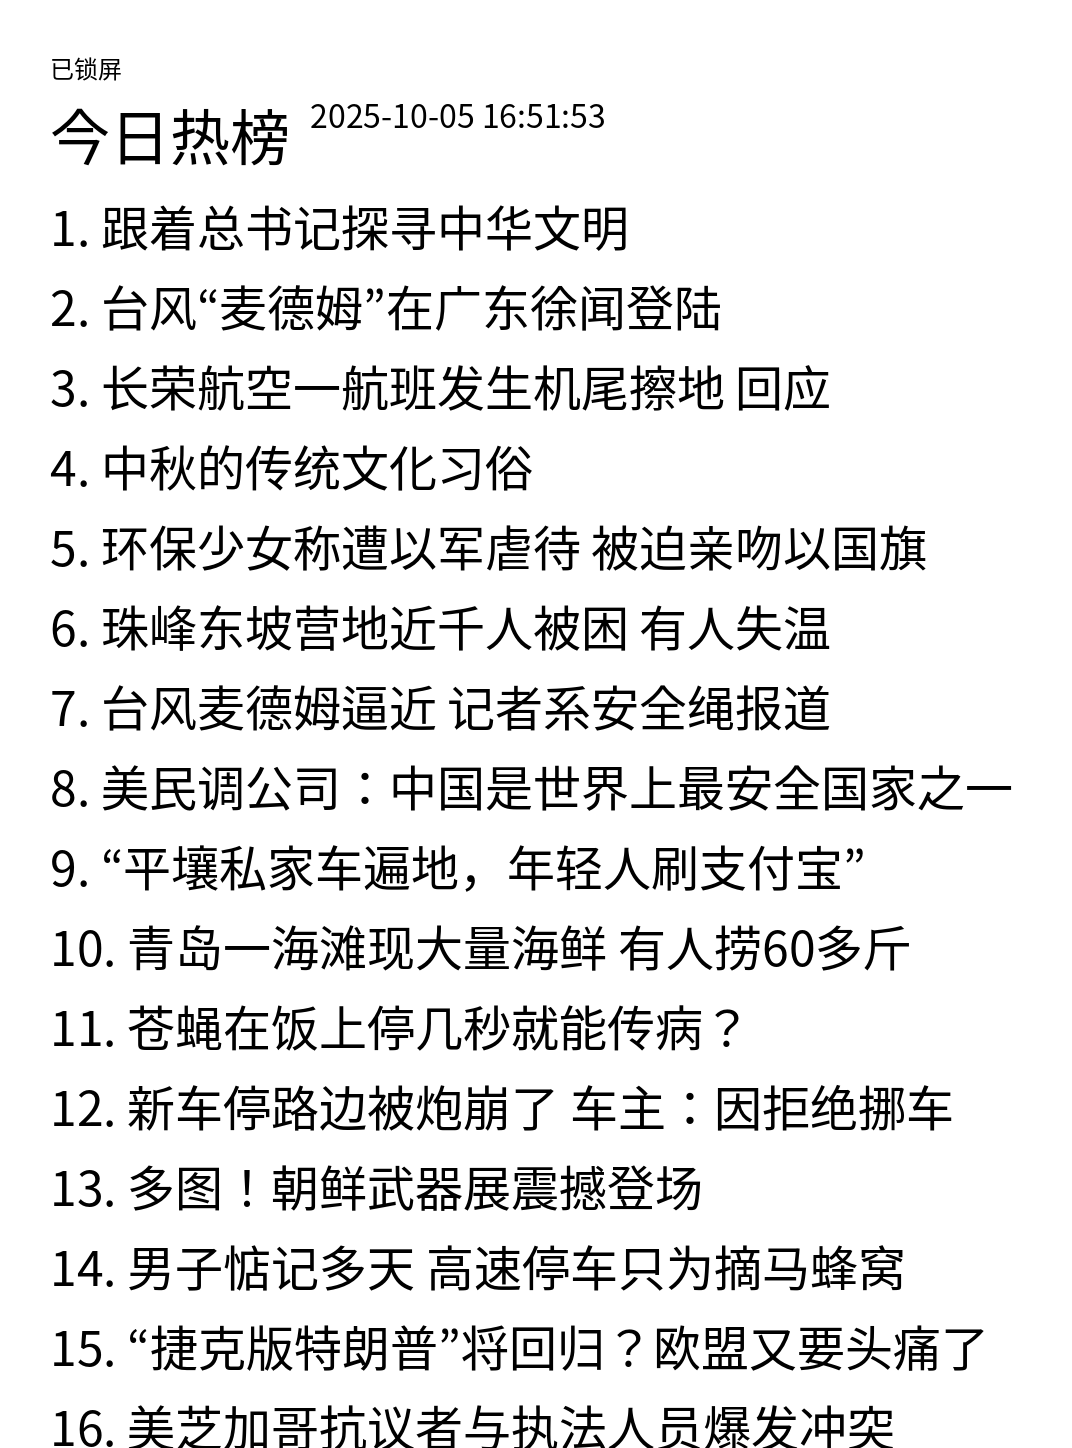 已锁屏
今日热榜 2025-10-05 16:51:53
1. 跟着总书记探寻中华文明
2. 台风“麦德姆”在广东徐闻登陆
3. 长荣航空一航班发生机尾擦地 回应
4. 中秋的传统文化习俗
5. 环保少女称遭以军虐待 被迫亲吻以国旗
6. 珠峰东坡营地近千人被困 有人失温
7. 台风麦德姆逼近 记者系安全绳报道
8. 美民调公司：中国是世界上最安全国家之一
9. “平壤私家车遍地，年轻人刷支付宝”
10. 青岛一海滩现大量海鲜 有人捞60多斤
11. 苍蝇在饭上停几秒就能传病？
12. 新车停路边被炮崩了 车主：因拒绝挪车
13. 多图！朝鲜武器展震撼登场
14. 男子惦记多天 高速停车只为摘马蜂窝
15. “捷克版特朗普”将回归？欧盟又要头痛了
16. 美芝加哥抗议者与执法人员爆发冲突